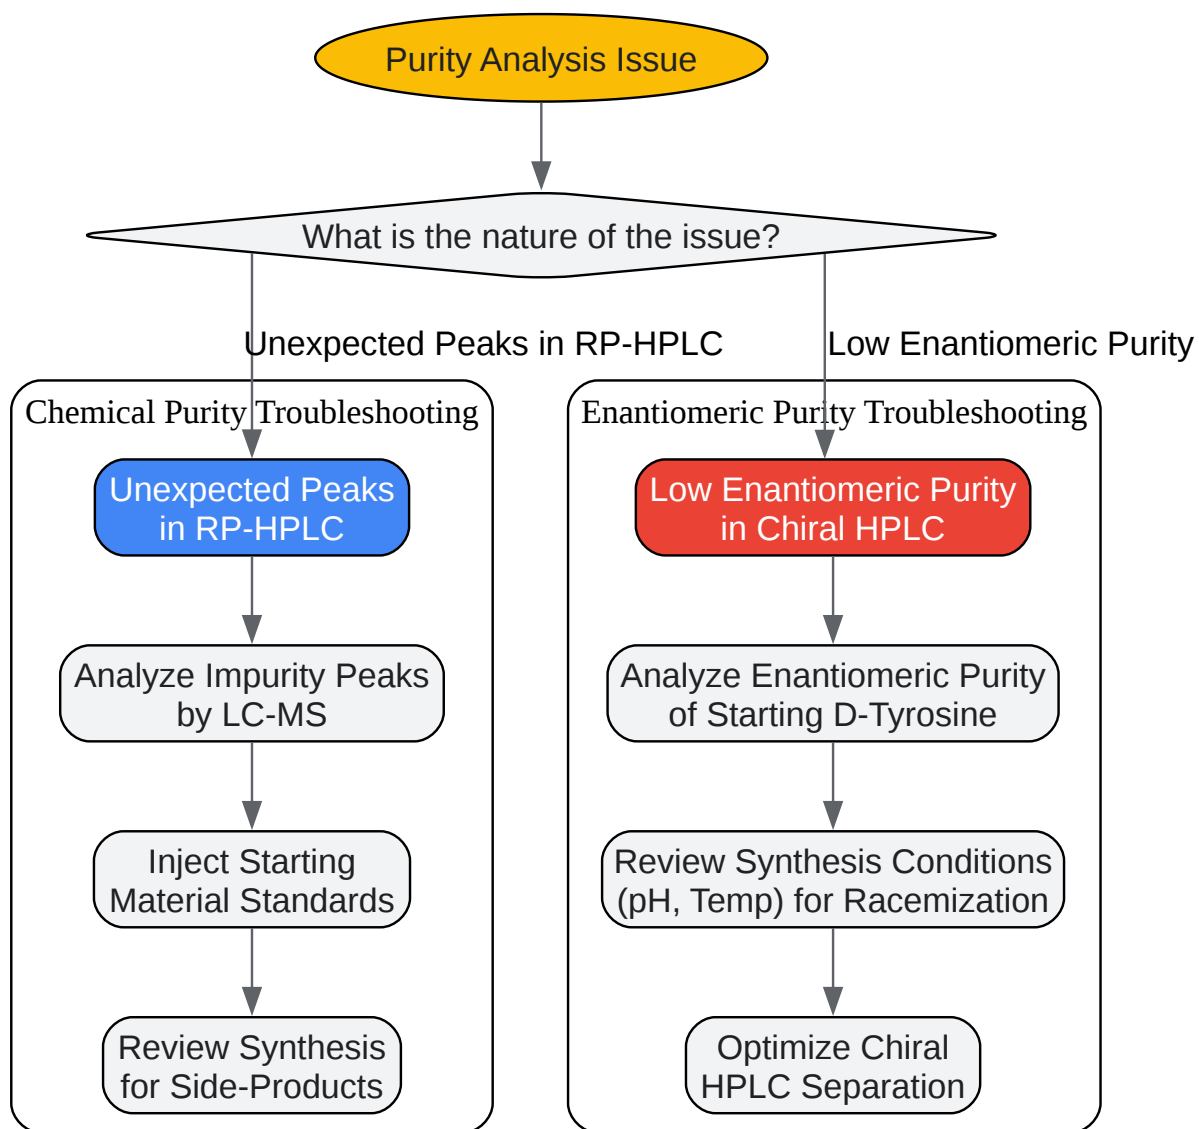 Purity Analysis Issue
What is the nature of the issue?
Unexpected Peaks in RP-HPLC
Low Enantiomeric Purity
Chemical Purity Troubleshooting
Unexpected Peaks
in RP-HPLC
Analyze Impurity Peaks
by LC-MS
Inject Starting
Material Standards
Review Synthesis
for Side-Products
Enantiomeric Purity Troubleshooting
Low Enantiomeric Purity
in Chiral HPLC
Analyze Enantiomeric Purity
of Starting D-Tyrosine
Review Synthesis Conditions
(pH, Temp) for Racemization
Optimize Chiral
HPLC Separation